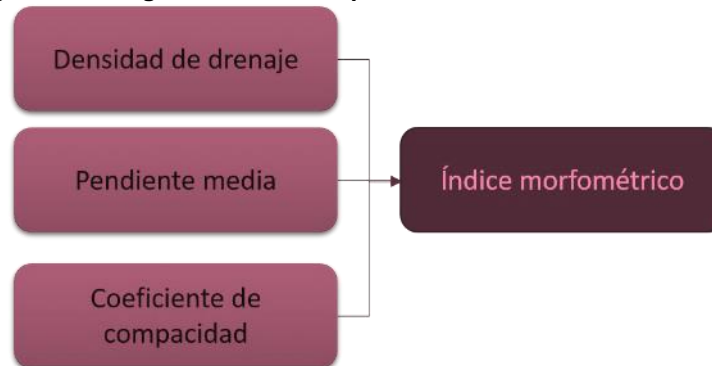 Densidad de drenaje
Pendiente media
Índice morfométrico
Coeficiente de
compacidad